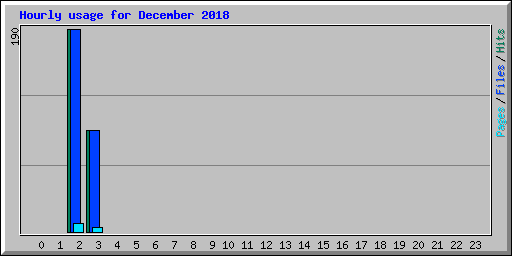 Hourly usage for December 2018
190
Pages/Files/Hits
0 1 2 3 4 5 6 7 8 9 10 11 12 13 14 15 16 17 18 19 20 21 22 23